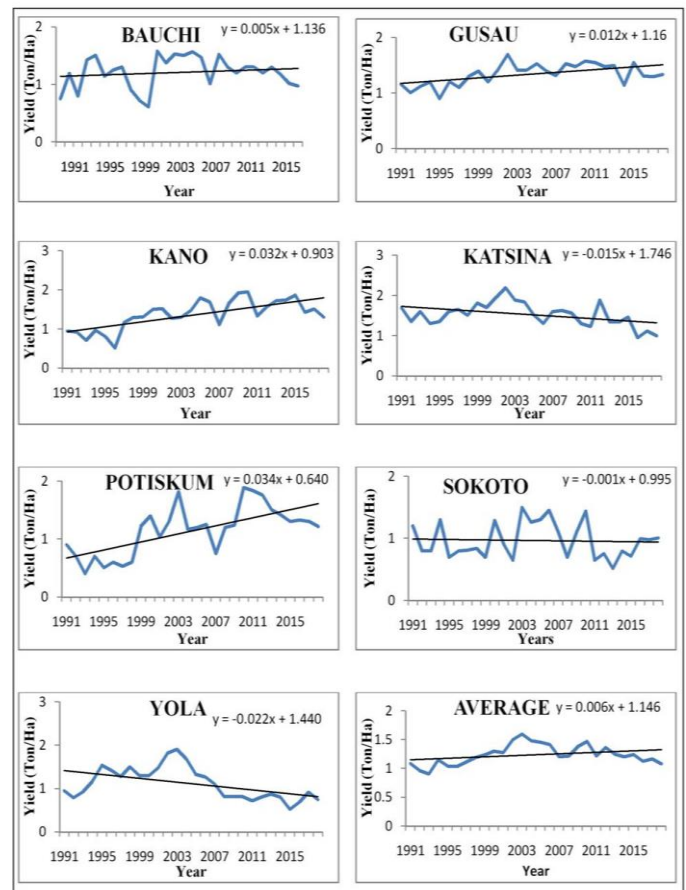 BAUCHI y = 0.005x + 1.136
Yield (Ton/Ha)
2
1
0
1991 1995 1999 2003 2007 2011 2015
Year
GUSAU y = 0.012x + 1.16
Yield (Ton/Ha)
2
1
0
1991 1995 1999 2003 2007 2011 2015
Year
KANO y = 0.032x + 0.903
Yield (Ton/Ha)
3
2
1
0
1991 1995 1999 2003 2007 2011 2015
Year
KATSINA y = -0.015x + 1.746
Yield (Ton/Ha)
3
2
1
0
1991 1995 1999 2003 2007 2011 2015
Year
POTISKUM y = 0.034x + 0.640
Yield (Ton/Ha)
2
1
0
1991 1995 1999 2003 2007 2011 2015
Year
SOKOTO y = -0.001x + 0.995
Yield (Ton/Ha)
2
1
0
1991 1995 1999 2003 2007 2011 2015
Years
YOLA y = -0.022x + 1.440
Yield (Ton/Ha)
3
2
1
0
1991 1995 1999 2003 2007 2011 2015
Year
AVERAGE y = 0.006x + 1.146
Yield (Ton/Ha)
2
1.5
1
0.5
0
1991 1995 1999 2003 2007 2011 2015
Year